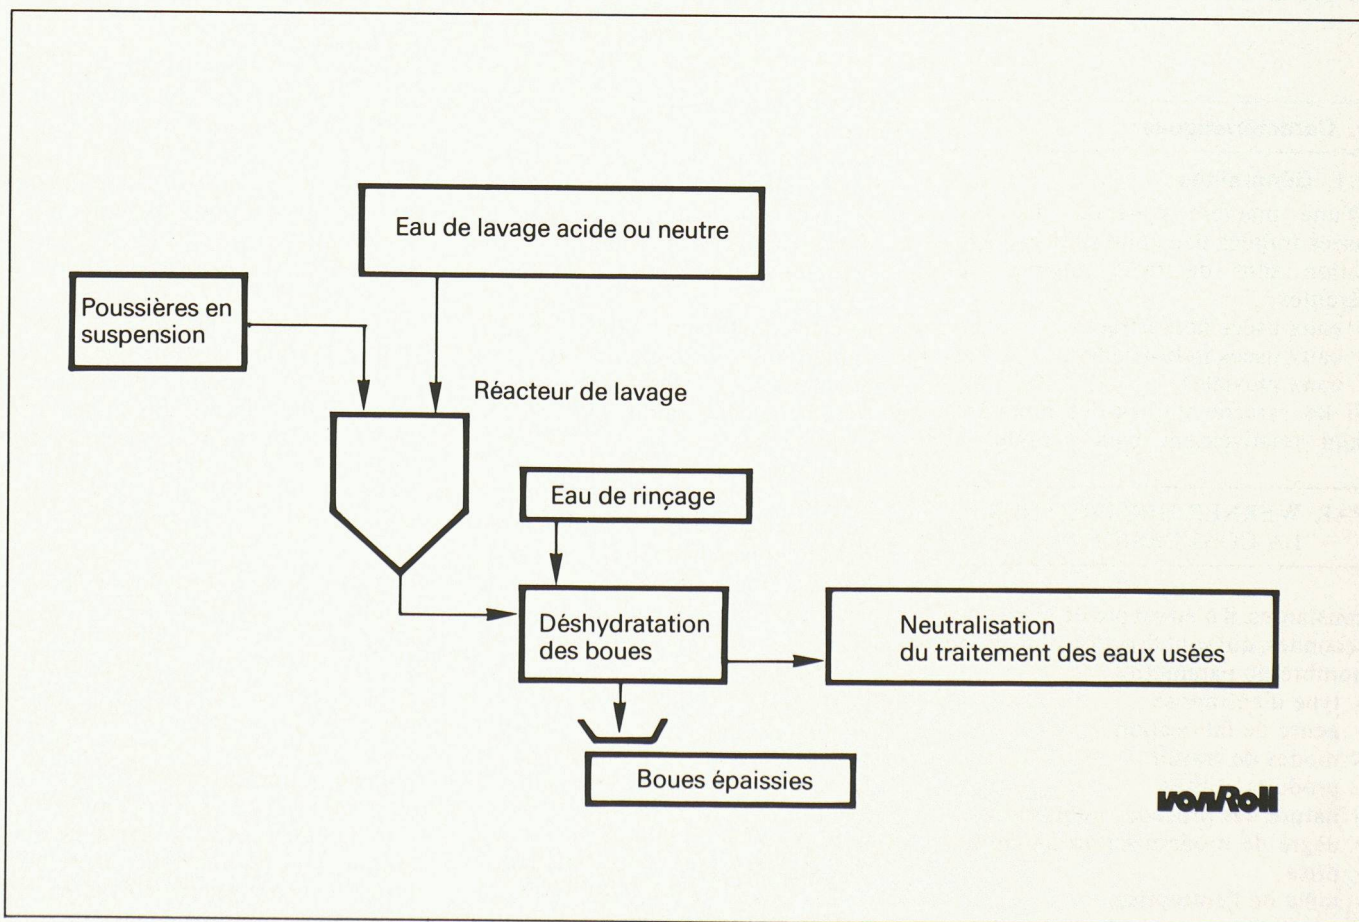 Eau de lavage acide ou neutre
Poussières en
suspension
Réacteur de lavage
Eau de rinçage
Déshydratation
des boues
Neutralisation
du traitement des eaux usées
Boues épaissies
vonRoll